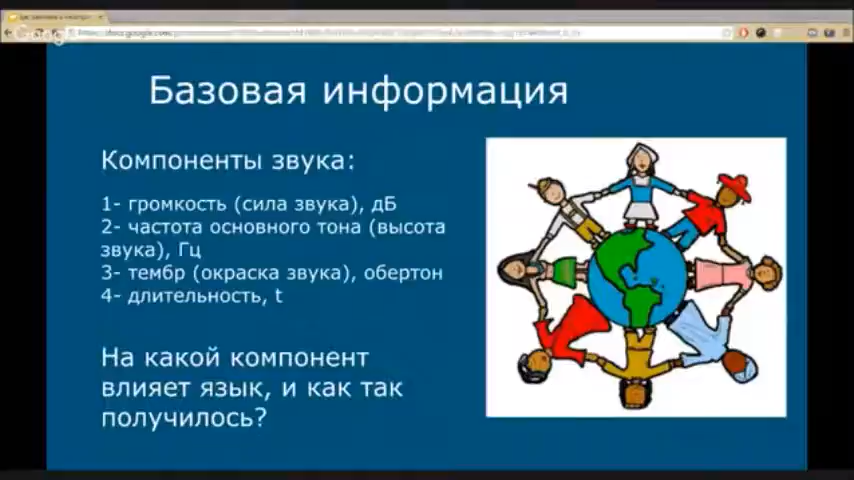 Google
Базовая информация
Компоненты звука:
1- громкость (сила звука), дБ
2- частота основного тона (высота
звука), Гц
3- тембр (окраска звука), обертон
4- длительность, t
На какой компонент
влияет язык, и как так
получилось?